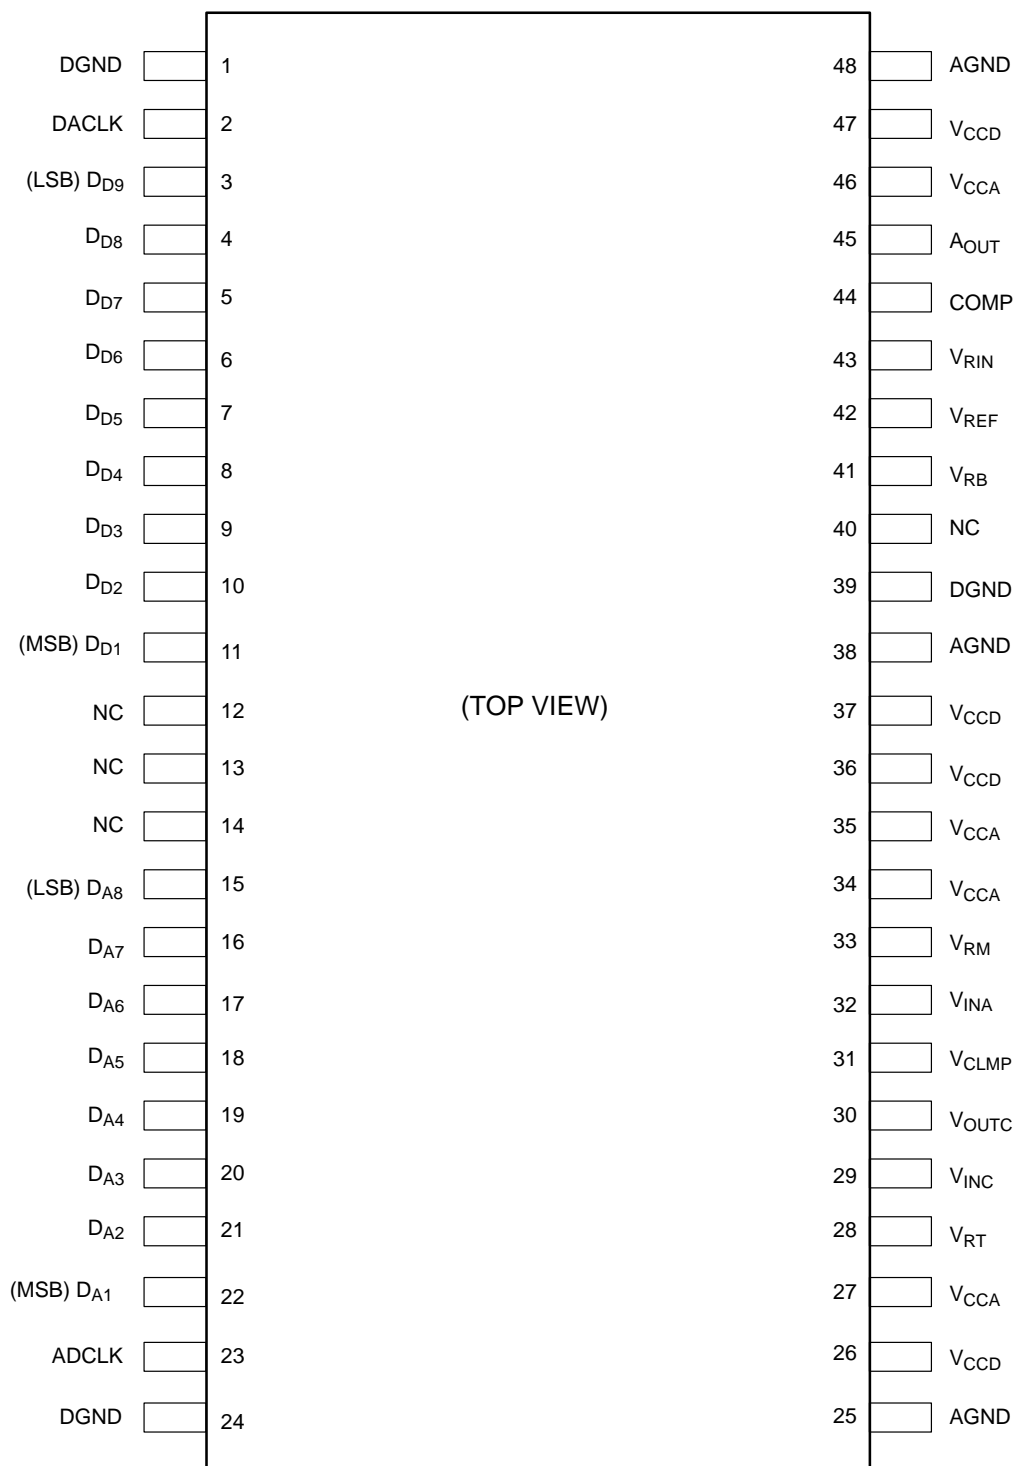 DGND 1 48 AGND
DACLK 2 47 VCCD
(LSB) DD9 3 46 VCCA
DD8 4 45 AOUT
DD7 5 44 COMP
DD6 6 43 VRIN
DD5 7 42 VREF
DD4 8 41 VRB
DD3 9 40 NC
DD2 10 39 DGND
(MSB) DD1 11 38 AGND
NC 12 (TOP VIEW) 37 VCCD
NC 13 36 VCCD
NC 14 35 VCCA
(LSB) DA8 15 34 VCCA
DA7 16 33 VRM
DA6 17 32 VINA
DA5 18 31 VCLMP
DA4 19 30 VOUTC
DA3 20 29 VINC
DA2 21 28 VRT
(MSB) DA1 22 27 VCCA
ADCLK 23 26 VCCD
DGND 24 25 AGND